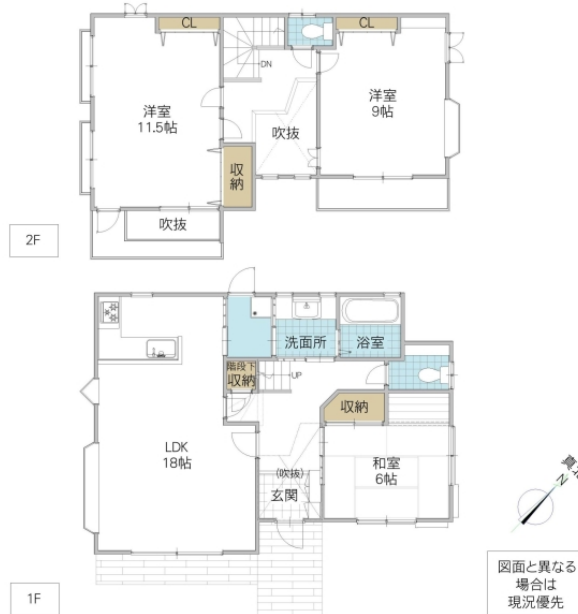 CL
CL
DN
洋室
11.5帖
洋室
9帖
吹抜
収納
吹抜
2F
洗面所
浴室
階段下
収納
UP
収納
LDK
18帖
(吹抜)
玄関
和室
6帖
真北
N
1F
図面と異なる
場合は
現況優先